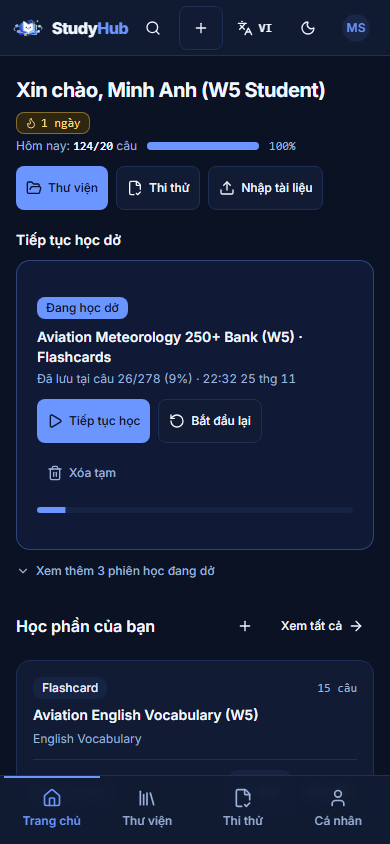 StudyHub
VI
MS
Xin chào, Minh Anh (W5 Student)
1 ngày
Hôm nay: 124/20 câu 100%
Thư viện
Thi thử
Nhập tài liệu
Tiếp tục học dở
Đang học dở
Aviation Meteorology 250+ Bank (W5) ·
Flashcards
Đã lưu tại câu 26/278 (9%) · 22:32 25 thg 11
Tiếp tục học
Bắt đầu lại
Xóa tạm
Xem thêm 3 phiên học đang dở
Học phần của bạn
Xem tất cả
Flashcard
15 câu
Aviation English Vocabulary (W5)
English Vocabulary
Trang chủ
Thư viện
Thi thử
Cá nhân